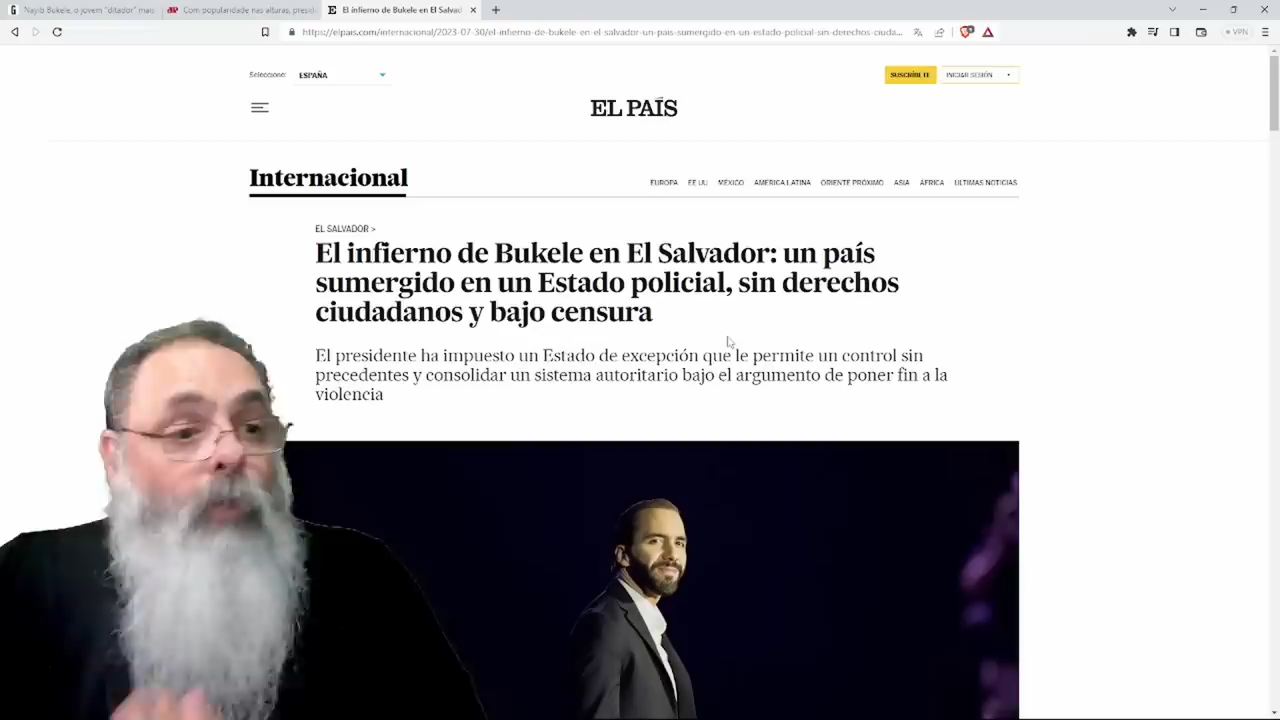 Nayib Bukele, o jovem "ditador" mais
Com popularidade nas alturas, presid
El infierno de Bukele en El Salvad
https://elpais.com/internacional/2023-07-30/el-infierno-de-bukele-en-el-salvador-un-pais-sumergido-en-un-estado-policial-sin-derechos-ciuda...
VPN
Seleccione:
ESPAÑA
SUSCRÍBETE
INICIAR SESIÓN
EL PAÍS
Internacional
EUROPA EE UU MÉXICO AMÉRICA LATINA ORIENTE PRÓXIMO ASIA ÁFRICA ÚLTIMAS NOTICIAS
EL SALVADOR >
El infierno de Bukele en El Salvador: un país
sumergido en un Estado policial, sin derechos
ciudadanos y bajo censura
El presidente ha impuesto un Estado de excepción que le permite un control sin
precedentes y consolidar un sistema autoritario bajo el argumento de poner fin a la
violencia